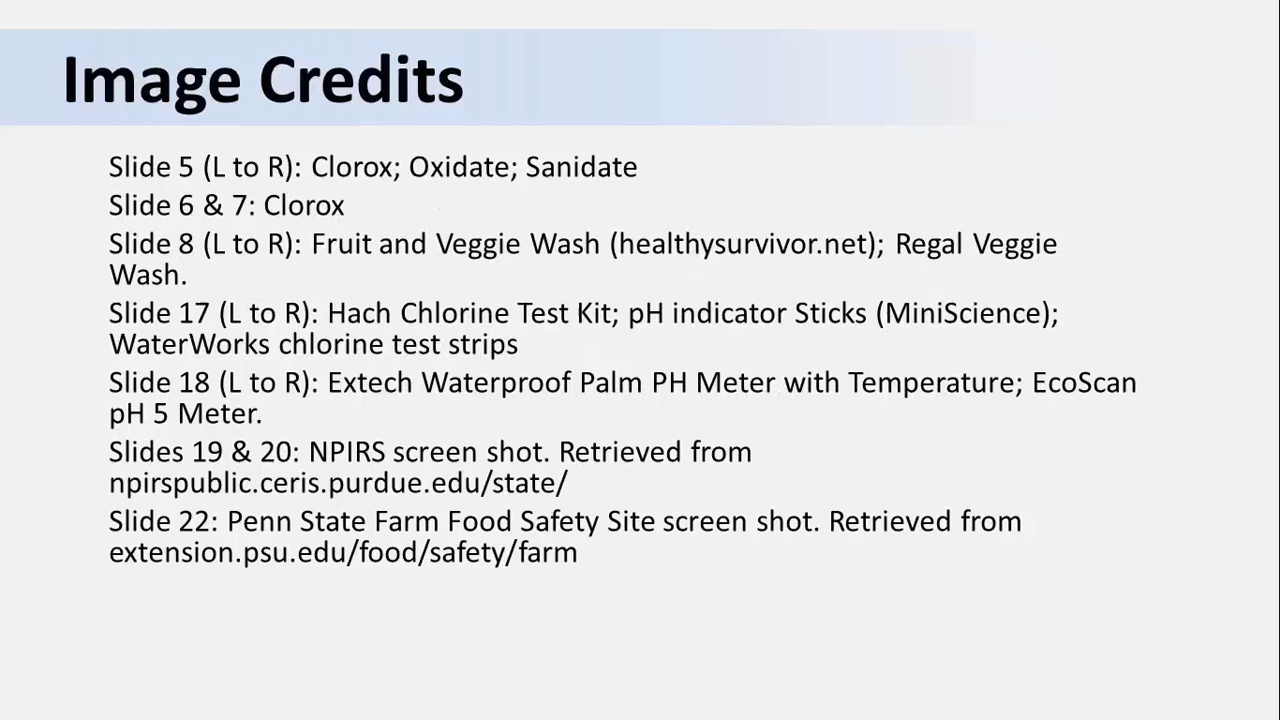 Image Credits
Slide 5 (L to R): Clorox; Oxidate; Sanidate
Slide 6 & 7: Clorox
Slide 8 (L to R): Fruit and Veggie Wash (healthysurvivor.net); Regal Veggie
Wash.
Slide 17 (L to R): Hach Chlorine Test Kit; pH indicator Sticks (MiniScience);
WaterWorks chlorine test strips
Slide 18 (L to R): Extech Waterproof Palm PH Meter with Temperature; EcoScan
pH 5 Meter.
Slides 19 & 20: NPIRS screen shot. Retrieved from
npirspublic.ceris.purdue.edu/state/
Slide 22: Penn State Farm Food Safety Site screen shot. Retrieved from
extension.psu.edu/food/safety/farm